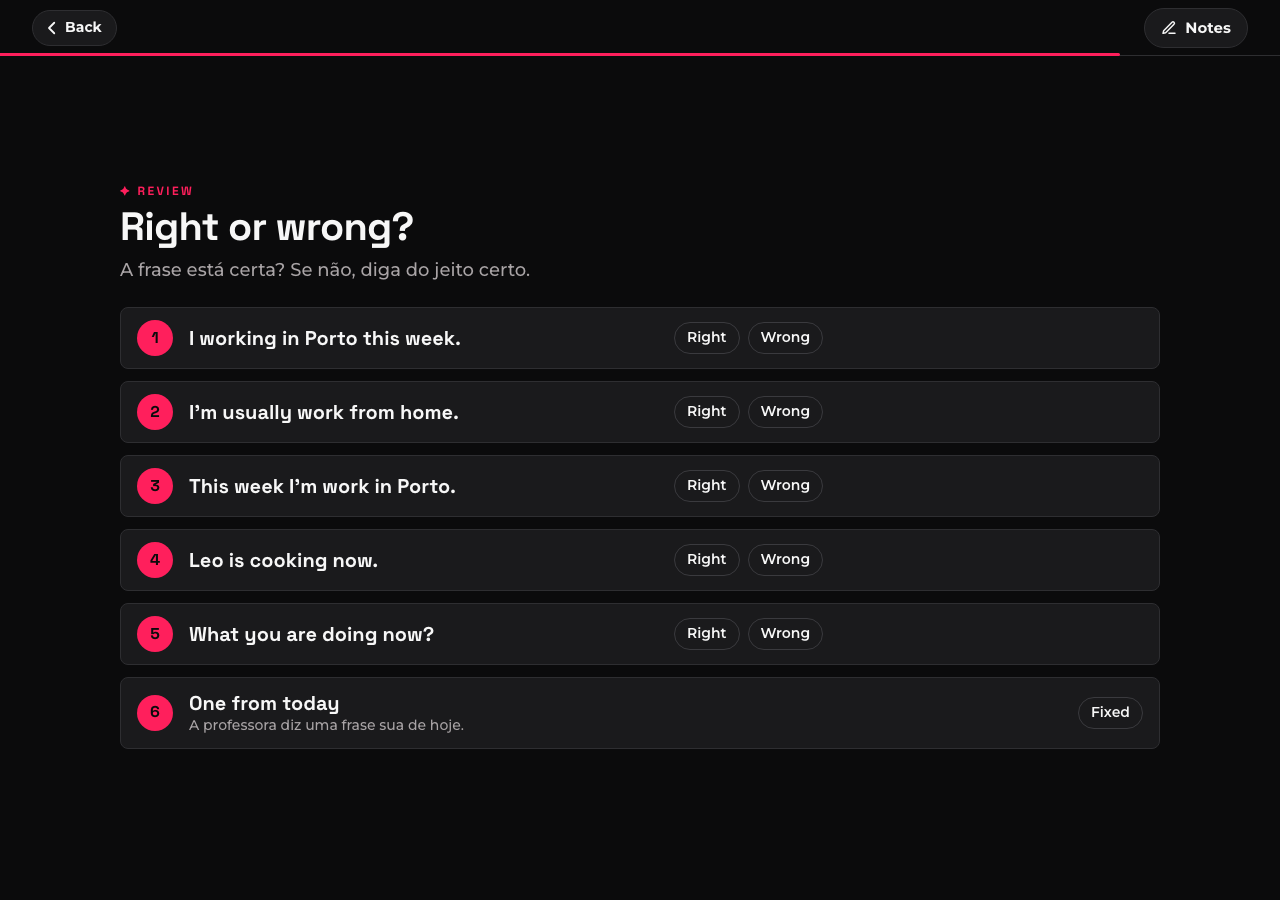 Back
Notes
REVIEW
Right or wrong?
A frase está certa? Se não, diga do jeito certo.
1 I working in Porto this week. Right Wrong
2 I’m usually work from home. Right Wrong
3 This week I’m work in Porto. Right Wrong
4 Leo is cooking now. Right Wrong
5 What you are doing now? Right Wrong
6 One from today
A professora diz uma frase sua de hoje.
Fixed